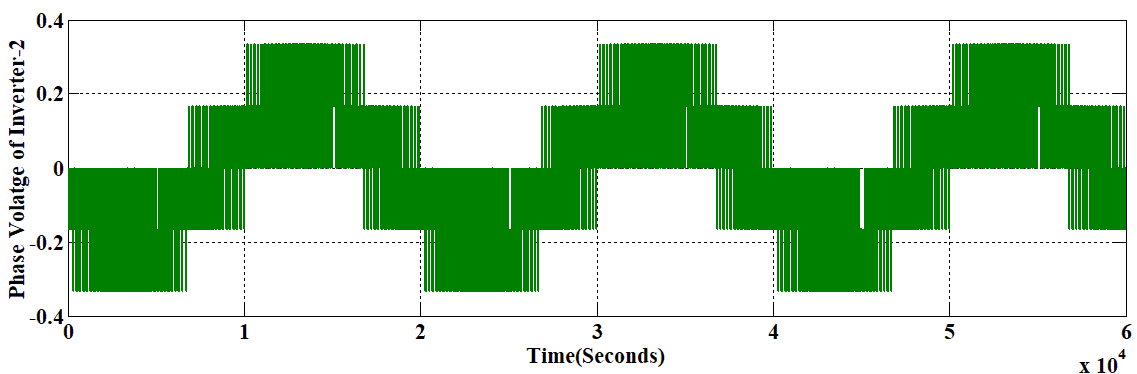 Phase Volatge of Inverter-2
0.4
0.2
0
-0.2
-0.4
0 1 2 3 4 5 6
Time(Seconds)
x 10^4